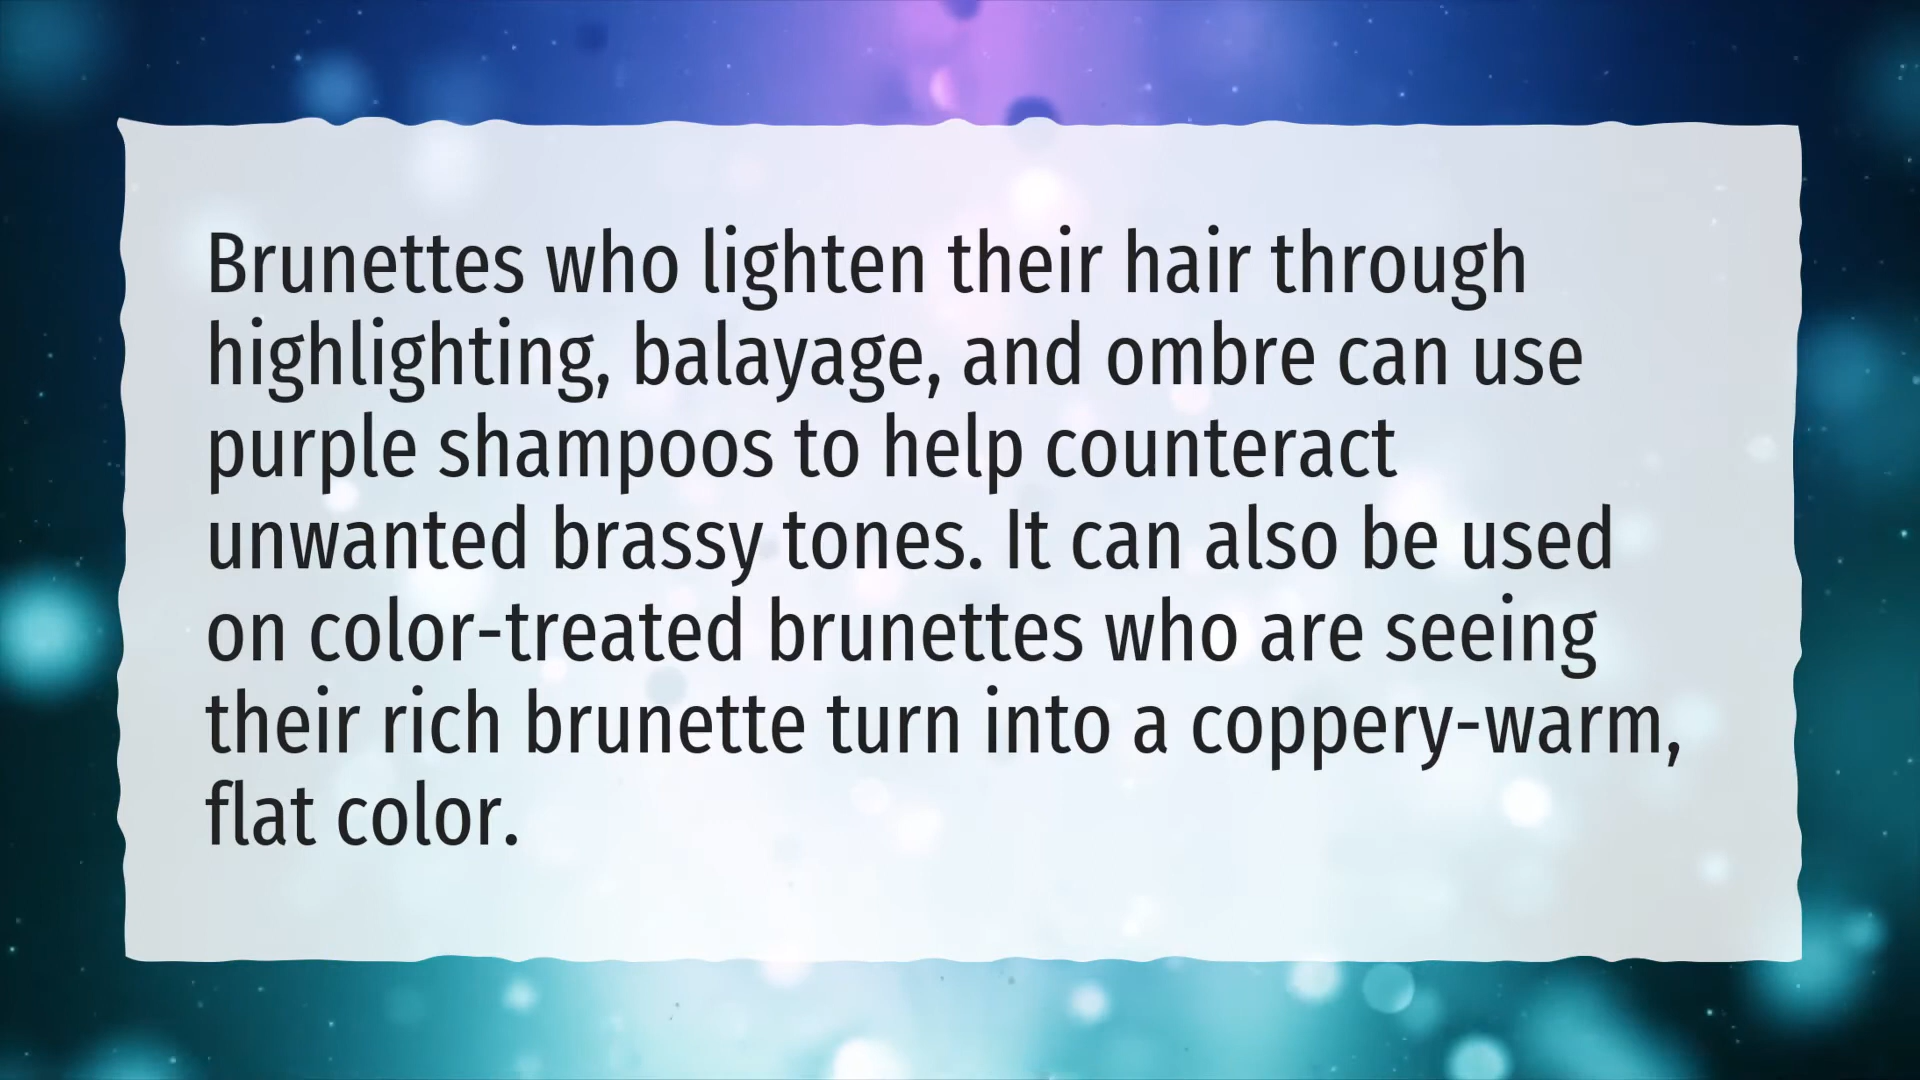 Brunettes who lighten their hair through
highlighting, balayage, and ombre can use
purple shampoos to help counteract
unwanted brassy tones. It can also be used
on color-treated brunettes who are seeing
their rich brunette turn into a coppery-warm,
flat color.